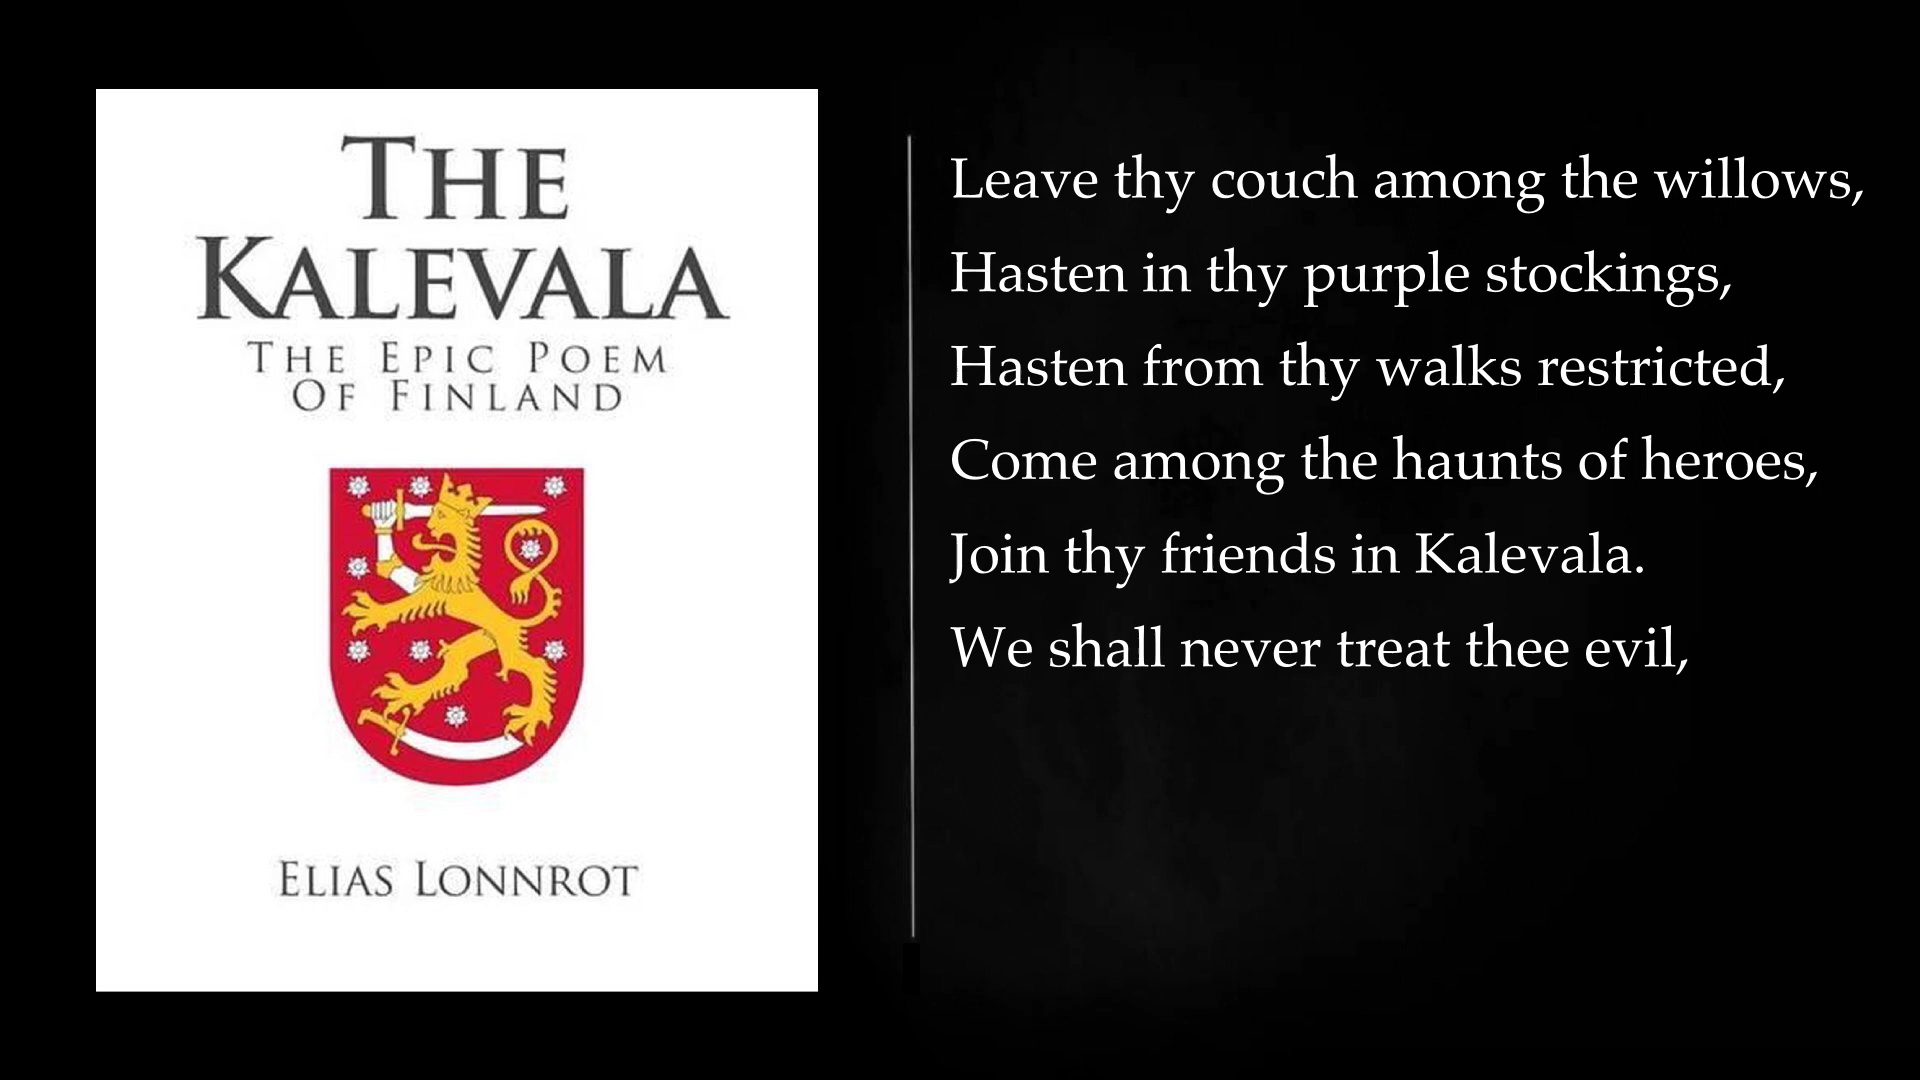 THE
KALEVALA
THE EPIC POEM
OF FINLAND
ELIAS LONNROT
Leave thy couch among the willows,
Hasten in thy purple stockings,
Hasten from thy walks restricted,
Come among the haunts of heroes,
Join thy friends in Kalevala.
We shall never treat thee evil,